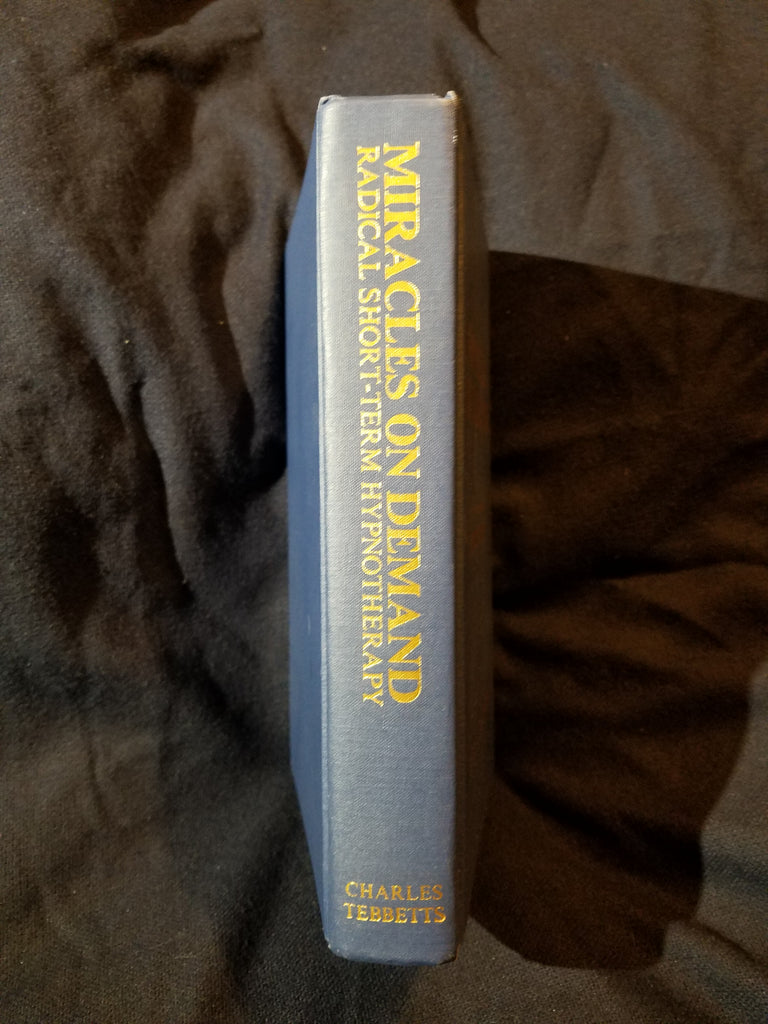 MIRACLES ON DEMAND
RADICAL SHORT-TERM HYPNOTHERAPY
CHARLES
TEBBETTS